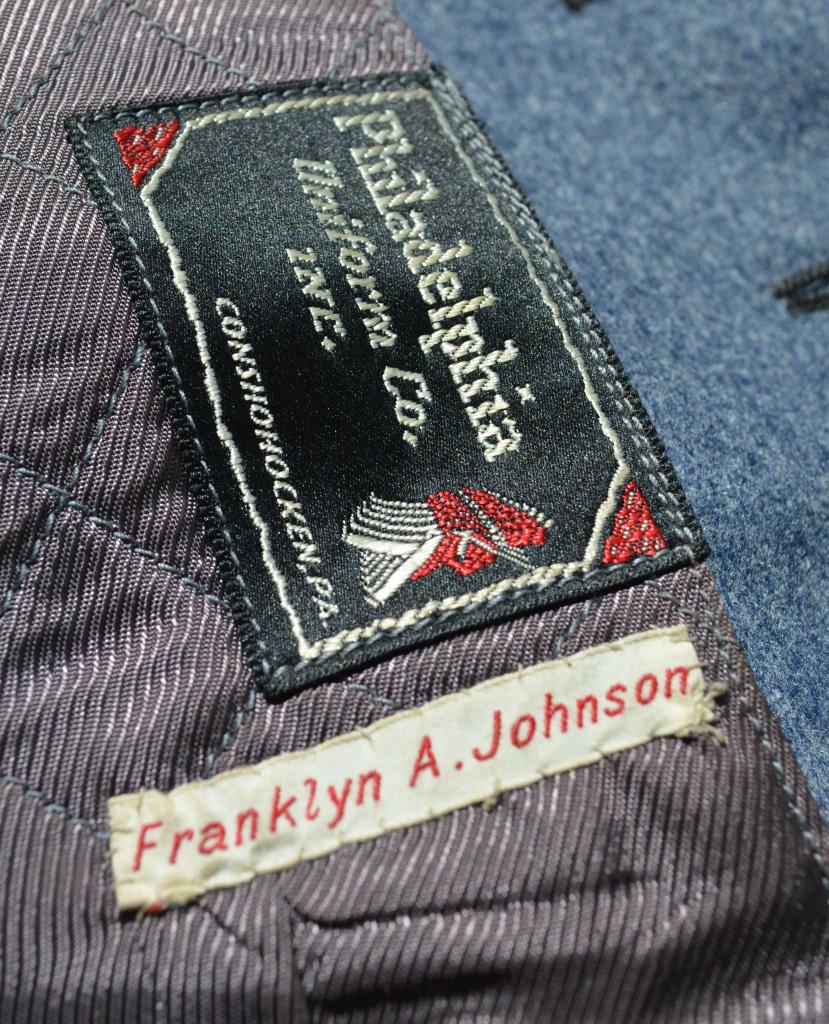 Philadelphia
Uniform Co.
INC.
CONSHOHOCKEN, PA.
Franklyn A. Johnson